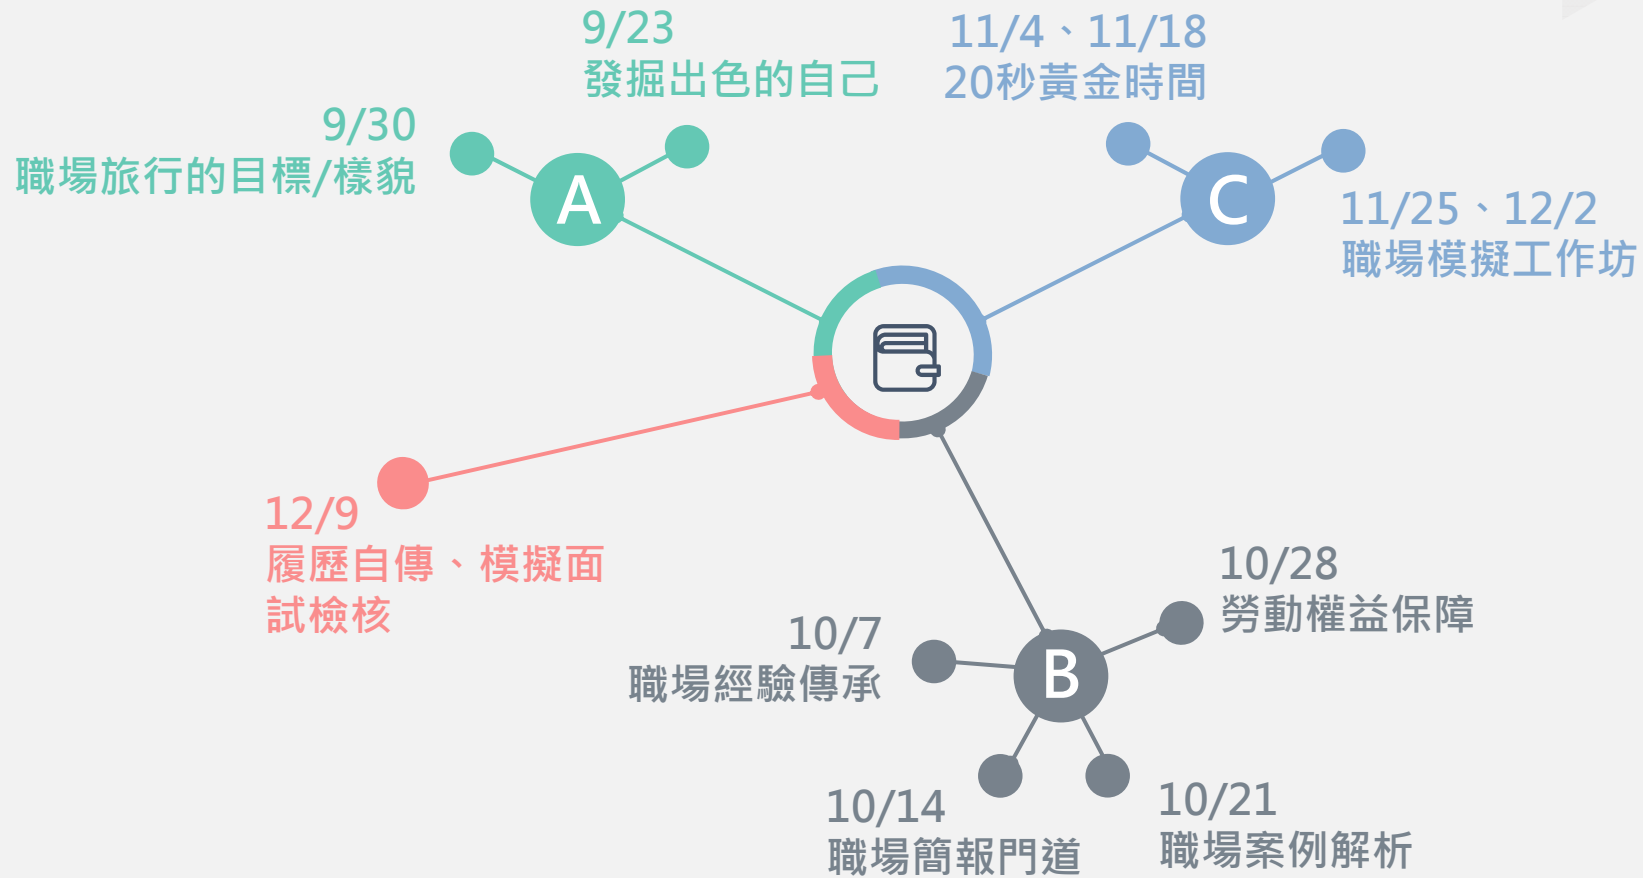 9/23
發掘出色的自己
9/30
職場旅行的目標/樣貌
A
11/4、11/18
20秒黃金時間
C
11/25、12/2
職場模擬工作坊
12/9
履歷自傳、模擬面
試檢核
10/28
勞動權益保障
10/7
職場經驗傳承
B
10/14
職場簡報門道
10/21
職場案例解析